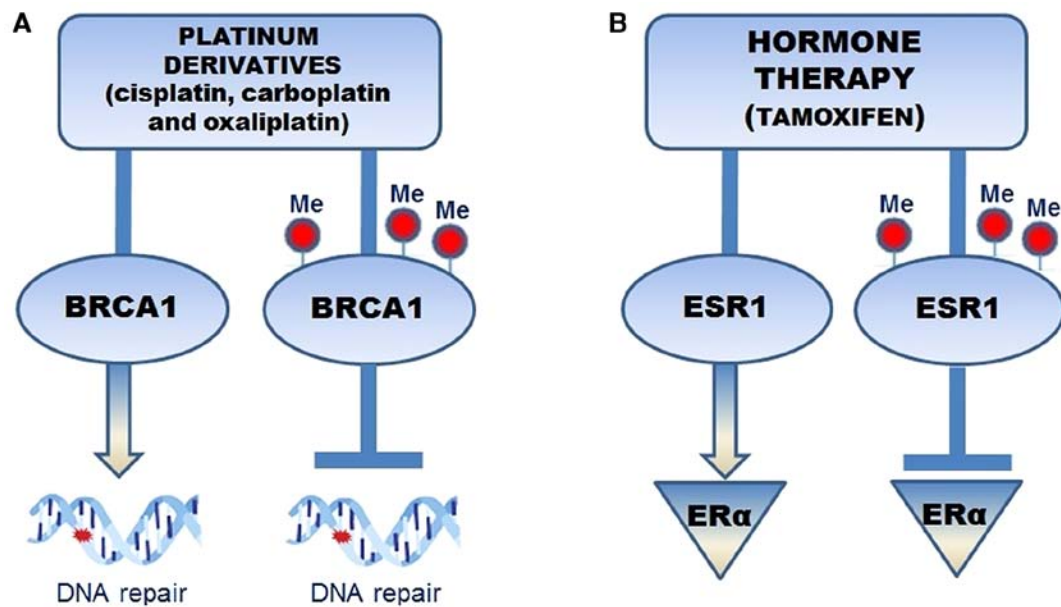 A
PLATINUM
DERIVATIVES
(cisplatin, carboplatin
and oxaliplatin)
Me
Me
Me
BRCA1
BRCA1
DNA repair
DNA repair
B
HORMONE
THERAPY
(TAMOXIFEN)
Me
Me
Me
ESR1
ESR1
ERα
ERα